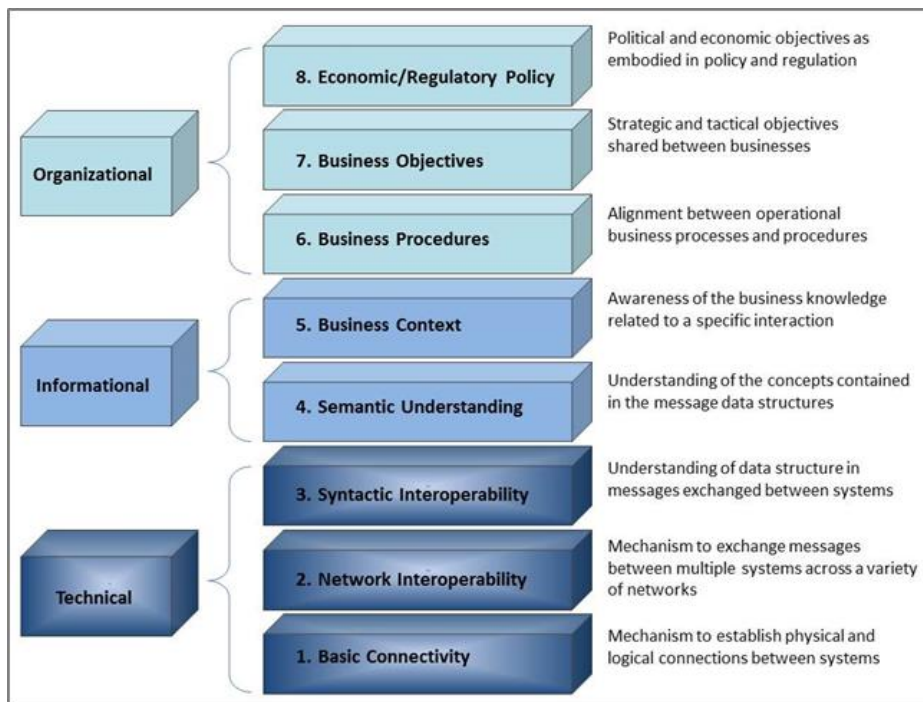 8. Economic/Regulatory Policy
Political and economic objectives as
embodied in policy and regulation
Organizational
7. Business Objectives
Strategic and tactical objectives
shared between businesses
6. Business Procedures
Alignment between operational
business processes and procedures
Informational
5. Business Context
Awareness of the business knowledge
related to a specific interaction
4. Semantic Understanding
Understanding of the concepts contained
in the message data structures
Technical
3. Syntactic Interoperability
Understanding of data structure in
messages exchanged between systems
2. Network Interoperability
Mechanism to exchange messages
between multiple systems across a variety
of networks
1. Basic Connectivity
Mechanism to establish physical and
logical connections between systems